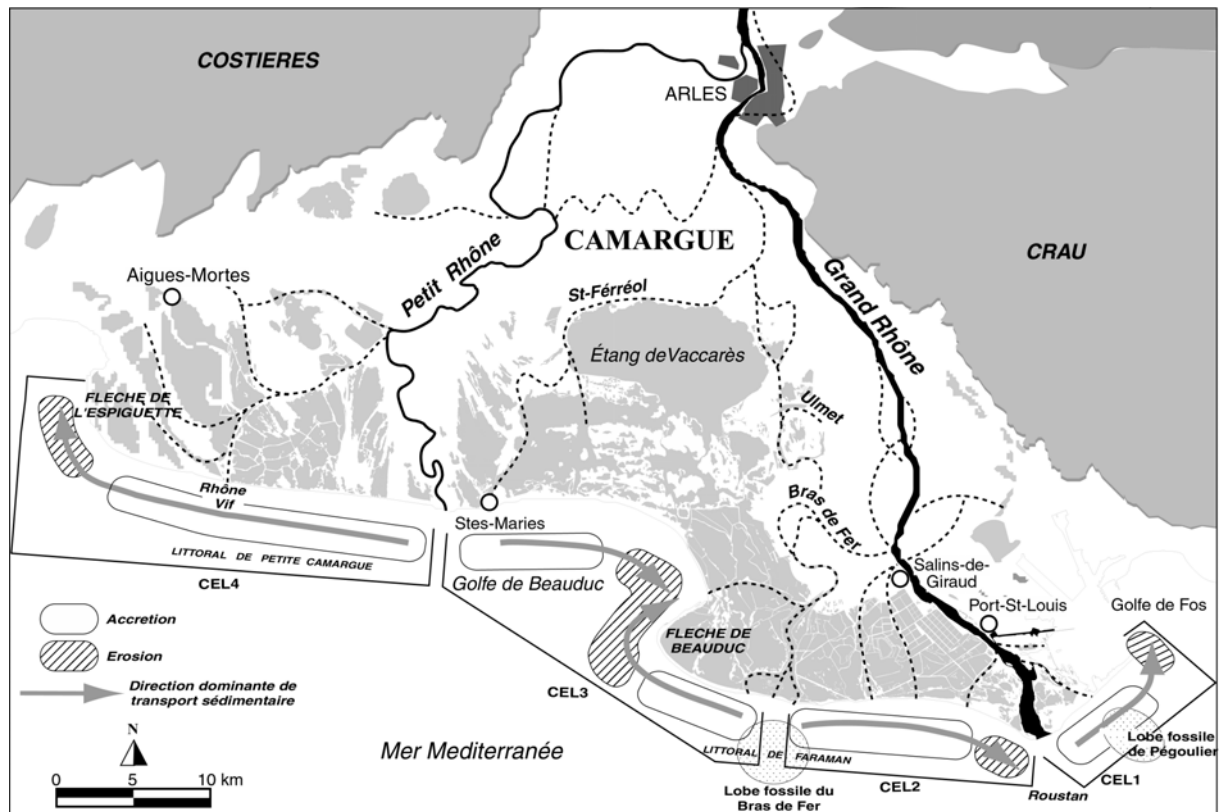 COSTIERES
ARLES
CRAU
CAMARGUE
Petit Rhône
Grand Rhône
Aigues-Mortes
St-Férréol
Étang deVaccarès
FLECHE DE
L'ESPIGUETTE
Ulmet
Bras de Fer
Rhône
Vif
Stes-Maries
Salins-de-
Giraud
Port-St-Louis
Golfe de Fos
LITTORAL DE PETITE CAMARGUE
CEL4
Golfe de Beauduc
FLECHE DE
BEAUDUC
Accretion
Erosion
Direction dominante de
transport sédimentaire
CEL3
N
0 5 10 km
Mer Mediterranée
LITTORAL DE FARAMAN
Lobe fossile du
Bras de Fer
CEL2
Roustan
CEL1
Lobe fossile
de Pégoulier